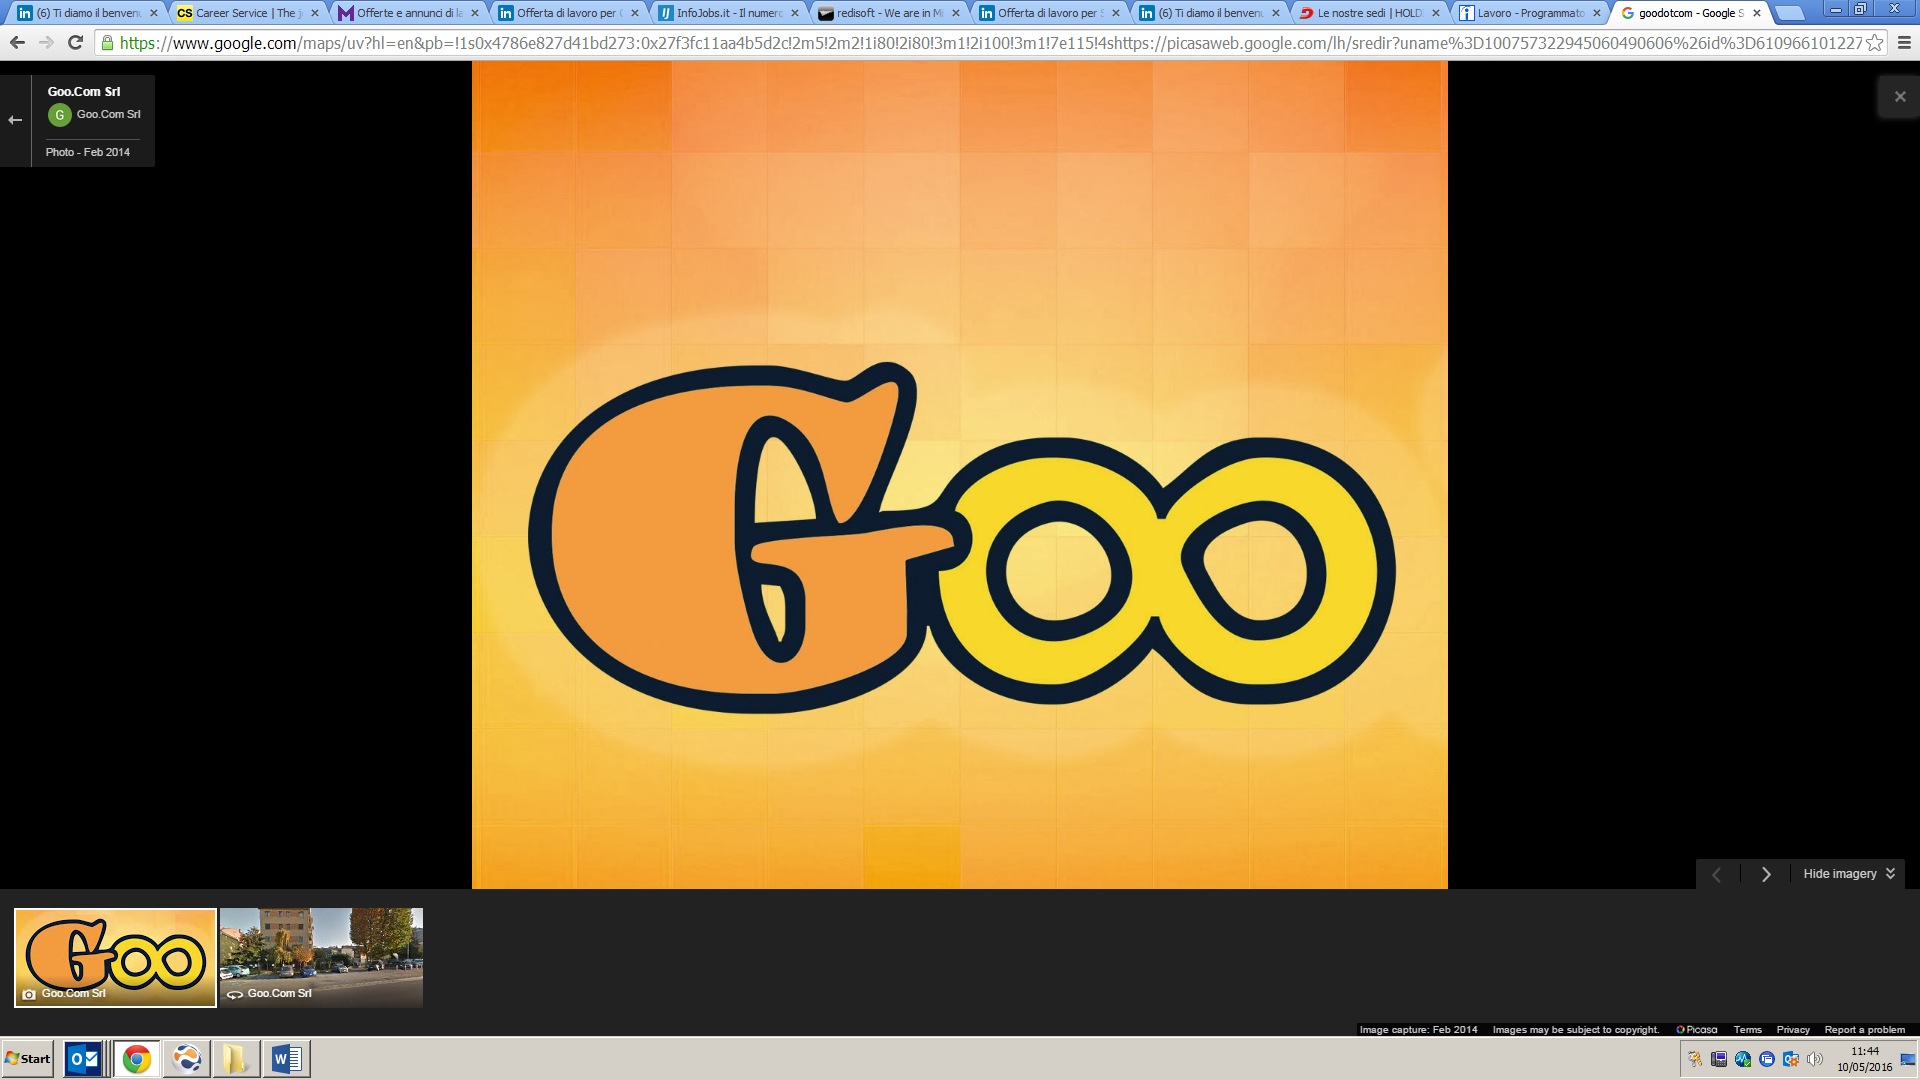 (6) Ti diamo il benvenu
Career Service | The j
Offerte e annunci di la
Offerta di lavoro per
InfoJobs.it - Il numero
redisoft - We are in Mi
Offerta di lavoro per S
(6) Ti diamo il benvenu
Le nostre sedi | HOLD
Lavoro - Programmato
goodotcom - Google S
https://www.google.com/maps/uv?hl=en&pb=!1s0x4786e827d41bd273:0x27f3fc11aa4b5d2c!2m5!2m2!1i80!2i80!3m1!2i100!3m1!7e115!4shttps://picasaweb.google.com/lh/sredir?uname%3D100757322945060490606%26id%3D610966101227
Goo.Com Srl
G Goo.Com Srl
Photo - Feb 2014
Goo
Hide imagery
Goo
Goo.Com Srl
Goo.Com Srl
Image capture: Feb 2014 Images may be subject to copyright. Picasa Terms Privacy Report a problem
Start
11:44
10/05/2016